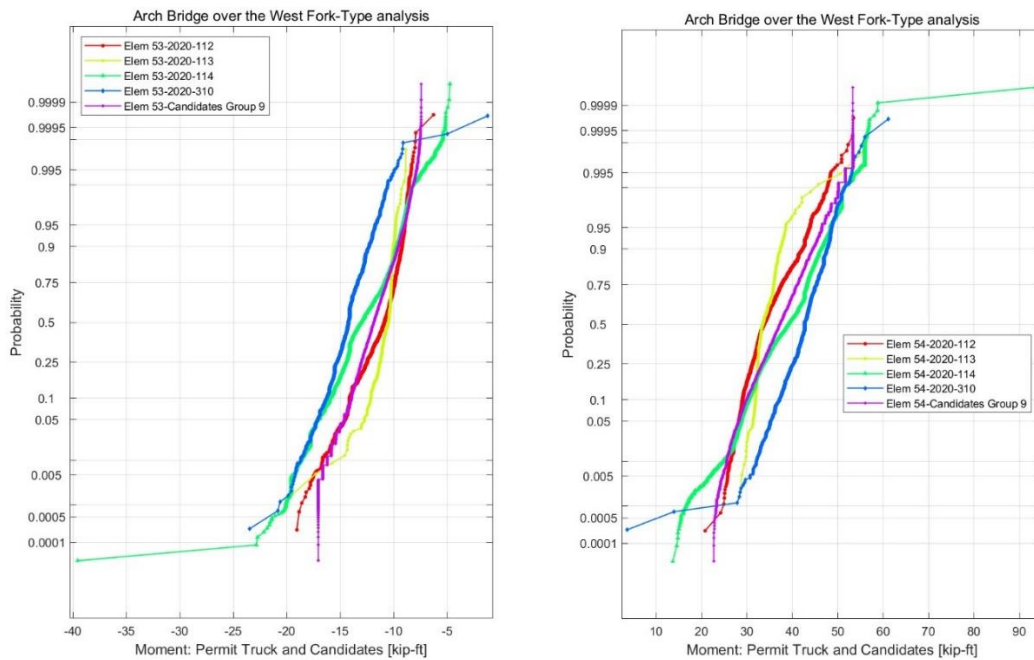 Arch Bridge over the West Fork-Type analysis
Elem 53-2020-112
Elem 53-2020-113
Elem 53-2020-114
Elem 53-2020-310
Elem 53-Candidates Group 9
0.9999
0.9995
0.995
0.95
0.9
0.75
0.5
0.25
0.1
0.05
0.005
0.0005
0.0001
Probability
-40 -35 -30 -25 -20 -15 -10 -5
Moment: Permit Truck and Candidates [kip-ft]
Arch Bridge over the West Fork-Type analysis
0.9999
0.9995
0.995
0.95
0.9
0.75
0.5
0.25
0.1
0.05
0.005
0.0005
0.0001
Probability
Elem 54-2020-112
Elem 54-2020-113
Elem 54-2020-114
Elem 54-2020-310
Elem 54-Candidates Group 9
10 20 30 40 50 60 70 80 90
Moment: Permit Truck and Candidates [kip-ft]